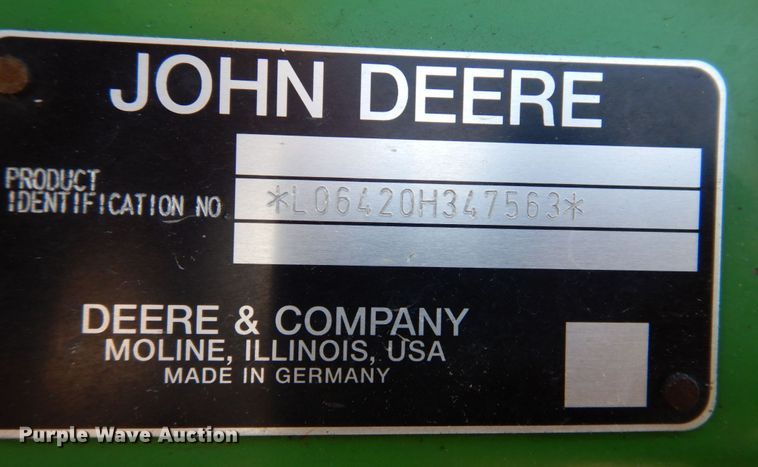 JOHN DEERE
PRODUCT
IDENTIFICATION NO
*L06420H347563*
DEERE & COMPANY
MOLINE, ILLINOIS, USA
MADE IN GERMANY
Purple Wave Auction